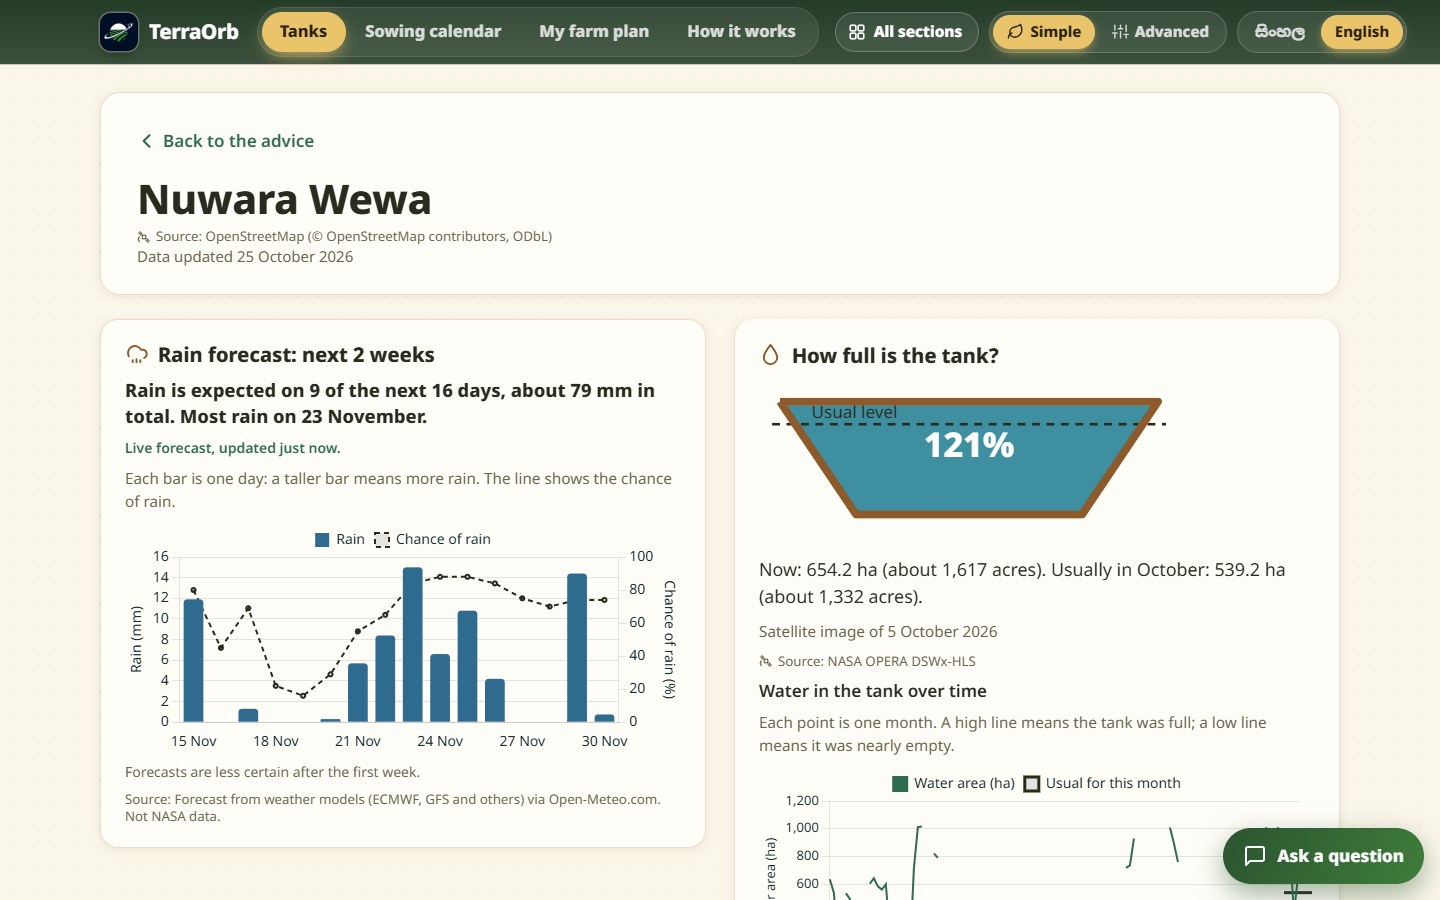 TerraOrb
Tanks
Sowing calendar
My farm plan
How it works
All sections
Simple
Advanced
සිංහල
English
Back to the advice
Nuwara Wewa
Source: OpenStreetMap (© OpenStreetMap contributors, ODbL)
Data updated 25 October 2026
Rain forecast: next 2 weeks
Rain is expected on 9 of the next 16 days, about 79 mm in
total. Most rain on 23 November.
Live forecast, updated just now.
Each bar is one day: a taller bar means more rain. The line shows the chance
of rain.
Rain
Chance of rain
Rain (mm)
16
14
12
10
8
6
4
2
0
100
80
60
40
20
0
Chance of rain (%)
15 Nov
18 Nov
21 Nov
24 Nov
27 Nov
30 Nov
Forecasts are less certain after the first week.
Source: Forecast from weather models (ECMWF, GFS and others) via Open-Meteo.com.
Not NASA data.
How full is the tank?
Usual level
121%
Now: 654.2 ha (about 1,617 acres). Usually in October: 539.2 ha
(about 1,332 acres).
Satellite image of 5 October 2026
Source: NASA OPERA DSWx-HLS
Water in the tank over time
Each point is one month. A high line means the tank was full; a low line
means it was nearly empty.
Water area (ha)
Usual for this month
1,200
1,000
800
600
r area (ha)
Ask a question